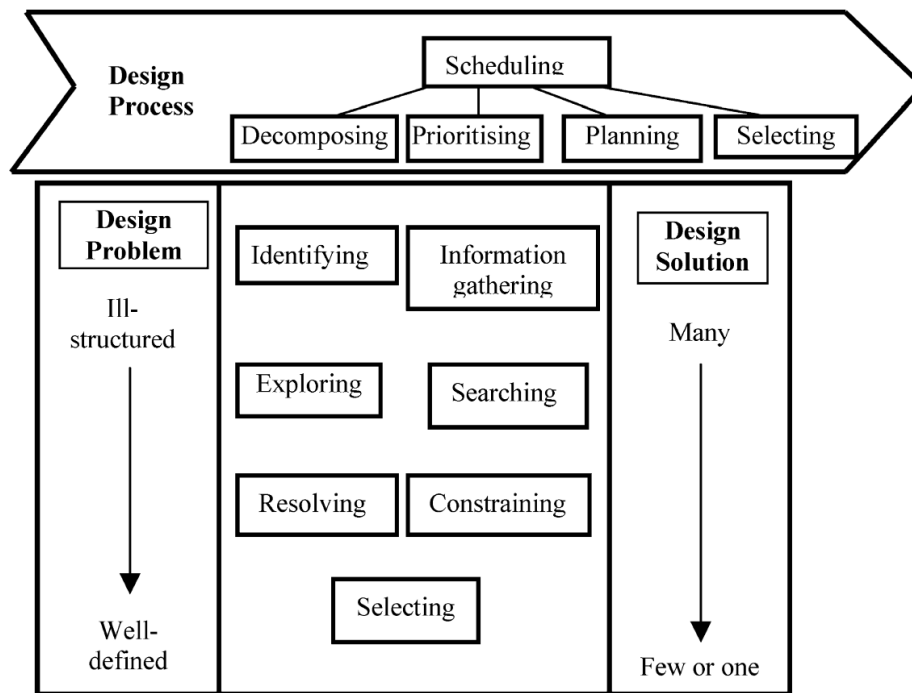 Design
Process
Scheduling
Decomposing
Prioritising
Planning
Selecting
Design
Problem
Ill-
structured
Well-
defined
Identifying
Information
gathering
Exploring
Searching
Resolving
Constraining
Selecting
Design
Solution
Many
Few or one